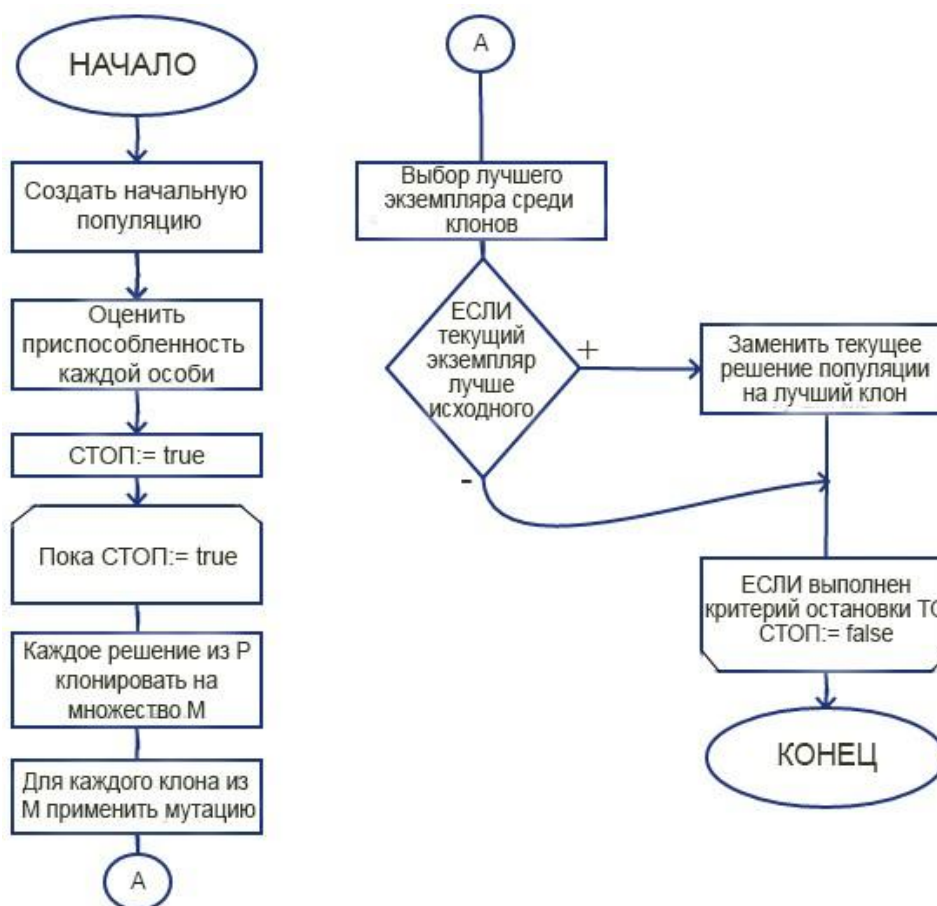 НАЧАЛО
Создать начальную
популяцию
Оценить
приспособленность
каждой особи
СТОП:= true
Пока СТОП:= true
Каждое решение из P
клонировать на
множество M
Для каждого клона из
M применить мутацию
A
A
Выбор лучшего
экземпляра среди
клонов
ЕСЛИ
текущий
экземпляр
лучше
исходного
+
-
Заменить текущее
решение популяции
на лучший клон
ЕСЛИ выполнен
критерий остановки ТО
СТОП:= false
КОНЕЦ